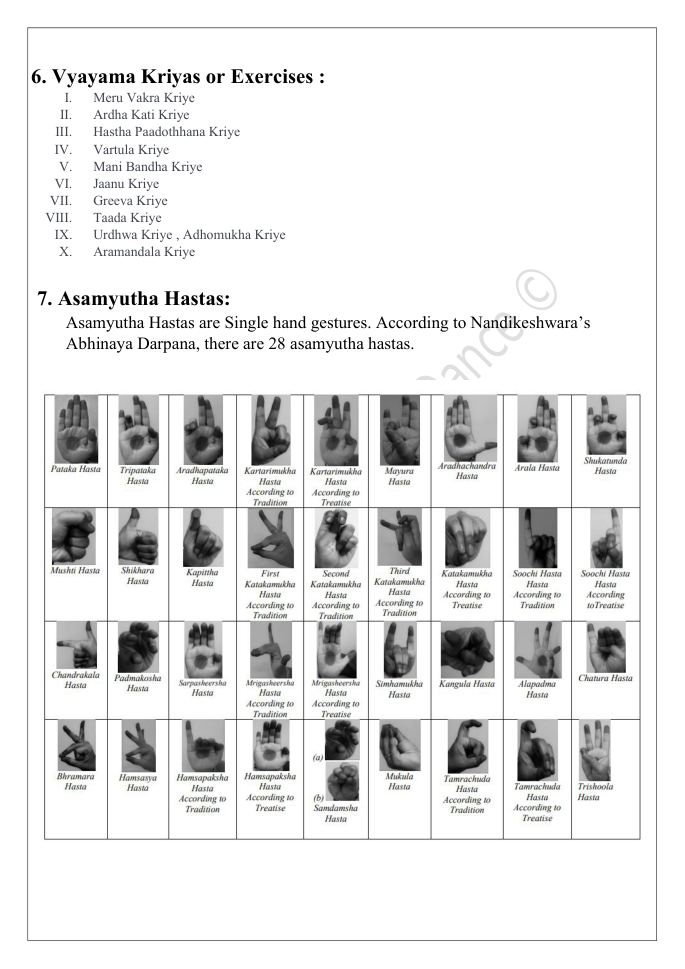 6. Vyayama Kriyas or Exercises :
I. Meru Vakra Kriye
II. Ardha Kati Kriye
III. Hastha Paadothhana Kriye
IV. Vartula Kriye
V. Mani Bandha Kriye
VI. Jaanu Kriye
VII. Greeva Kriye
VIII. Taada Kriye
IX. Urdhwa Kriye , Adhomukha Kriye
X. Aramandala Kriye
7. Asamyutha Hastas:
Asamyutha Hastas are Single hand gestures. According to Nandikeshwara’s
Abhinaya Darpana, there are 28 asamyutha hastas.
Dance ©
Pataka Hasta
Tripataka
Hasta
Aradhapataka
Hasta
Kartarimukha
Hasta
According to
Tradition
Kartarimukha
Hasta
According to
Treatise
Mayura
Hasta
Aradhachandra
Hasta
Arala Hasta
Shukatunda
Hasta
Mushti Hasta
Shikhara
Hasta
Kapittha
Hasta
First
Katakamukha
Hasta
According to
Tradition
Second
Katakamukha
Hasta
According to
Tradition
Third
Katakamukha
Hasta
According to
Tradition
Katakamukha
Hasta
According to
Treatise
Soochi Hasta
Hasta
According to
Tradition
Soochi Hasta
Hasta
According
toTreatise
Chandrakala
Hasta
Padmakosha
Hasta
Sarpasheersha
Hasta
Mrigasheersha
Hasta
According to
Tradition
Mrigasheersha
Hasta
According to
Treatise
Simhamukha
Hasta
Kangula Hasta
Alapadma
Hasta
Chatura Hasta
Bhramara
Hasta
Hamsasya
Hasta
Hamsapaksha
Hasta
According to
Tradition
Hamsapaksha
Hasta
According to
Treatise
(a)
(b)
Samdamsha
Hasta
Mukula
Hasta
Tamrachuda
Hasta
According to
Tradition
Tamrachuda
Hasta
According to
Treatise
Trishoola
Hasta